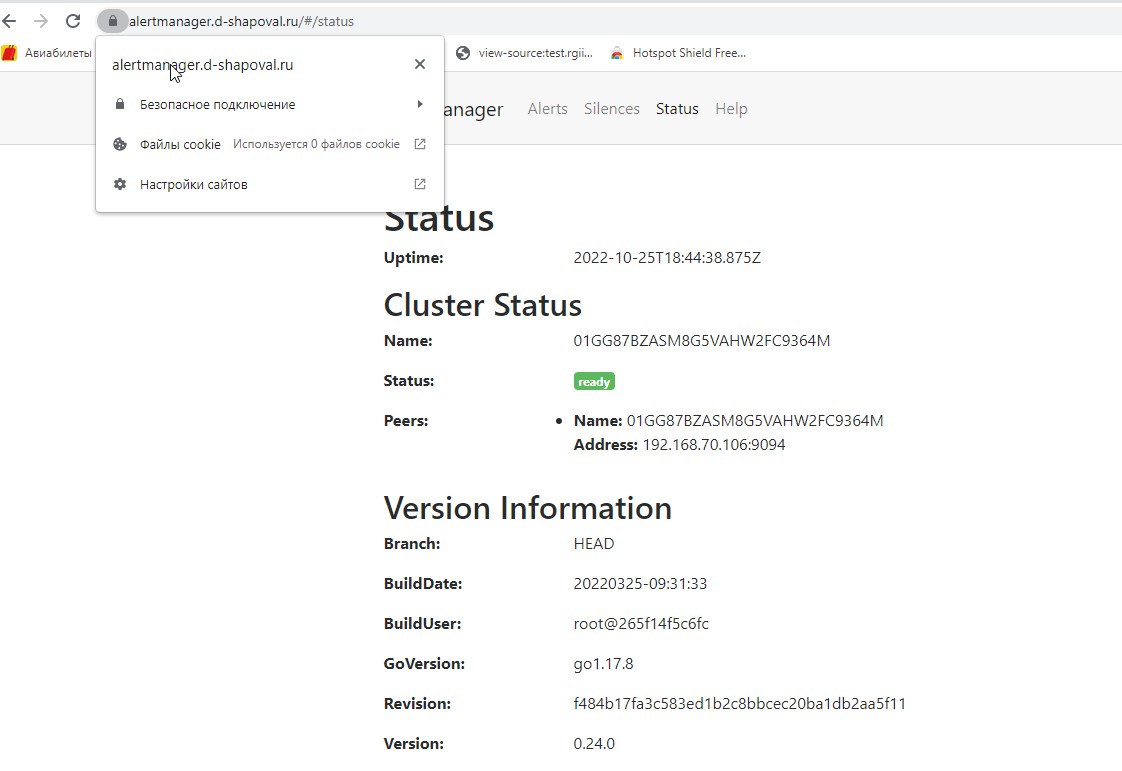 alertmanager.d-shapoval.ru/#/status
Авиабилеты
view-source:test.rgii...
Hotspot Shield Free...
alertmanager.d-shapoval.ru
Безопасное подключение
Файлы cookie Используется 0 файлов cookie
Настройки сайтов
anager Alerts Silences Status Help
Status
Uptime: 2022-10-25T18:44:38.875Z
Cluster Status
Name: 01GG87BZASM8G5VAHW2FC9364M
Status: ready
Peers: • Name: 01GG87BZASM8G5VAHW2FC9364M
Address: 192.168.70.106:9094
Version Information
Branch: HEAD
BuildDate: 20220325-09:31:33
BuildUser: root@265f14f5c6fc
GoVersion: go1.17.8
Revision: f484b17fa3c583ed1b2c8bbcec20ba1db2aa5f11
Version: 0.24.0